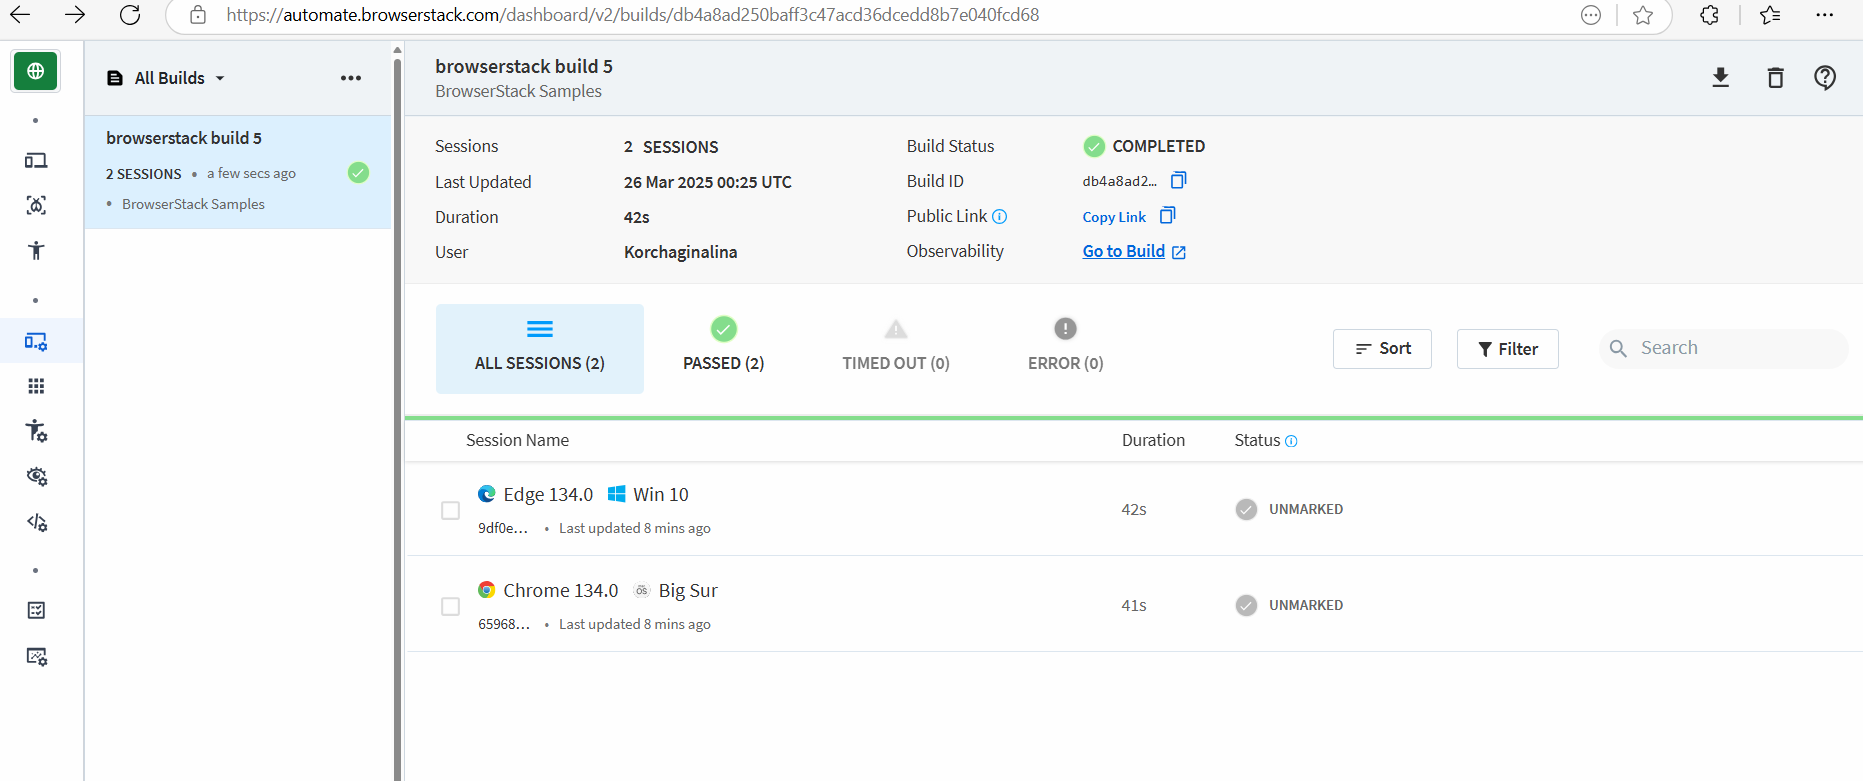 https://automate.browserstack.com/dashboard/v2/builds/db4a8ad250baff3c47acd36dcedd8b7e040fcd68
All Builds
browserstack build 5
2 SESSIONS • a few secs ago
• BrowserStack Samples
browserstack build 5
BrowserStack Samples
Sessions 2 SESSIONS Build Status COMPLETED
Last Updated 26 Mar 2025 00:25 UTC Build ID db4a8ad2...
Duration 42s Public Link Copy Link
User Korchaginalina Observability Go to Build
ALL SESSIONS (2) PASSED (2) TIMED OUT (0) ERROR (0) Sort Filter Search
Session Name Duration Status
Edge 134.0 Win 10 42s UNMARKED
9df0e... • Last updated 8 mins ago
Chrome 134.0 Big Sur 41s UNMARKED
65968... • Last updated 8 mins ago